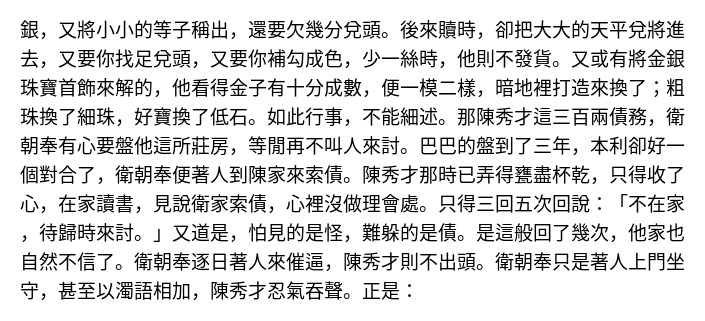 銀，又將小小的等子稱出，還要欠幾分兌頭。後來贖時，卻把大大的天平兌將進
去，又要你找足兌頭，又要你補勾成色，少一絲時，他則不發貨。又或有將金銀
珠寶首飾來解的，他看得金子有十分成數，便一模二樣，暗地裡打造來換了；粗
珠換了細珠，好寶換了低石。如此行事，不能細述。那陳秀才這三百兩債務，衛
朝奉有心要盤他這所莊房，等閒再不叫人來討。巴巴的盤到了三年，本利卻好一
個對合了，衛朝奉便著人到陳家來索債。陳秀才那時已弄得甕盡杯乾，只得收了
心，在家讀書，見說衛家索債，心裡沒做理會處。只得三回五次回說：「不在家
，待歸時來討。」又道是，怕見的是怪，難躲的是債。是這般回了幾次，他家也
自然不信了。衛朝奉逐日著人來催逼，陳秀才則不出頭。衛朝奉只是著人上門坐
守，甚至以濁語相加，陳秀才忍氣吞聲。正是：